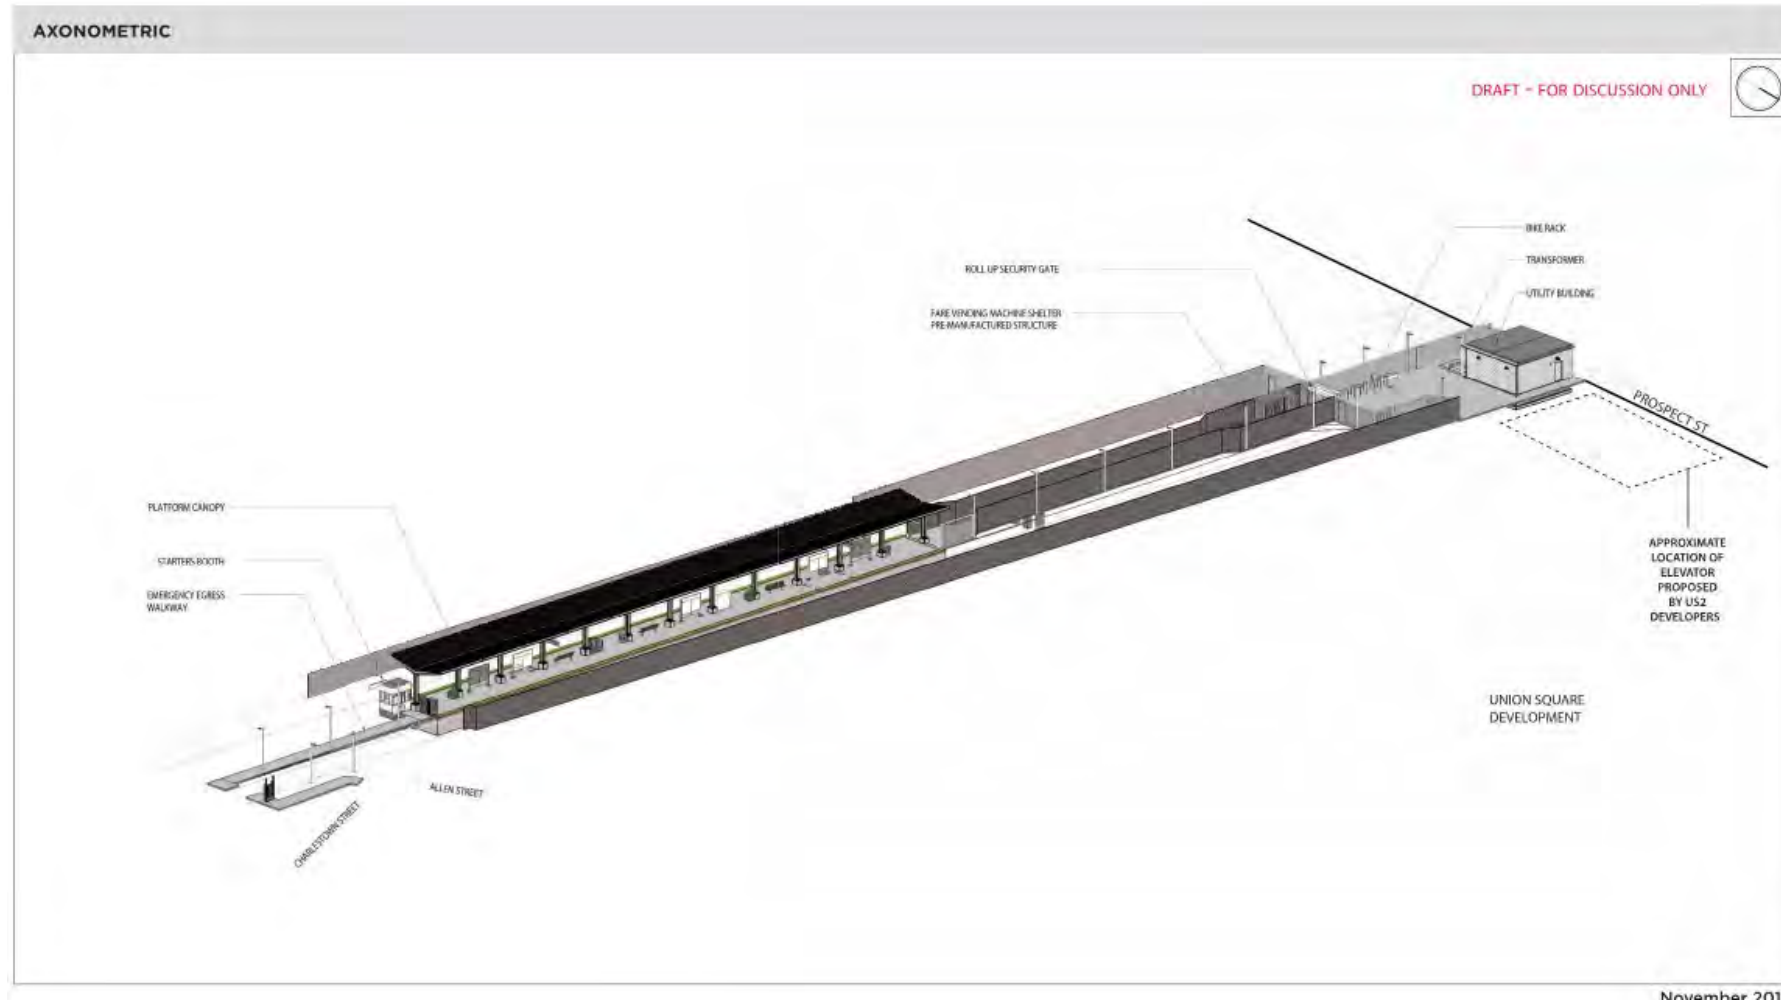 AXONOMETRIC
DRAFT - FOR DISCUSSION ONLY
BIKE RACK
TRANSFORMER
UTILITY BUILDING
ROLL UP SECURITY GATE
FARE VENDING MACHINE SHELTER
PRE-MANUFACTURED STRUCTURE
PROSPECT ST
PLATFORM CANOPY
STARTERS BOOTH
EMERGENCY EGRESS
WALKWAY
APPROXIMATE
LOCATION OF
ELEVATOR
PROPOSED
BY US2
DEVELOPERS
UNION SQUARE
DEVELOPMENT
ALLEN STREET
CHARLESTOWN STREET
November 201